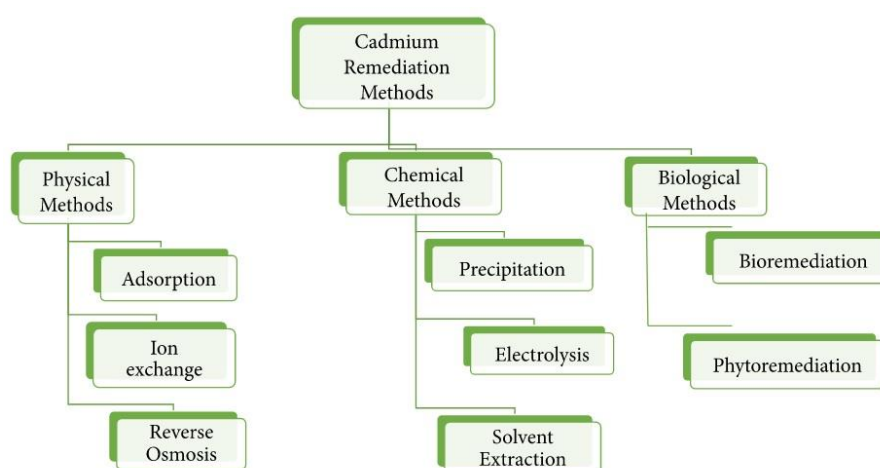 Cadmium
Remediation
Methods
Physical
Methods
Adsorption
Ion
exchange
Reverse
Osmosis
Chemical
Methods
Precipitation
Electrolysis
Solvent
Extraction
Biological
Methods
Bioremediation
Phytoremediation